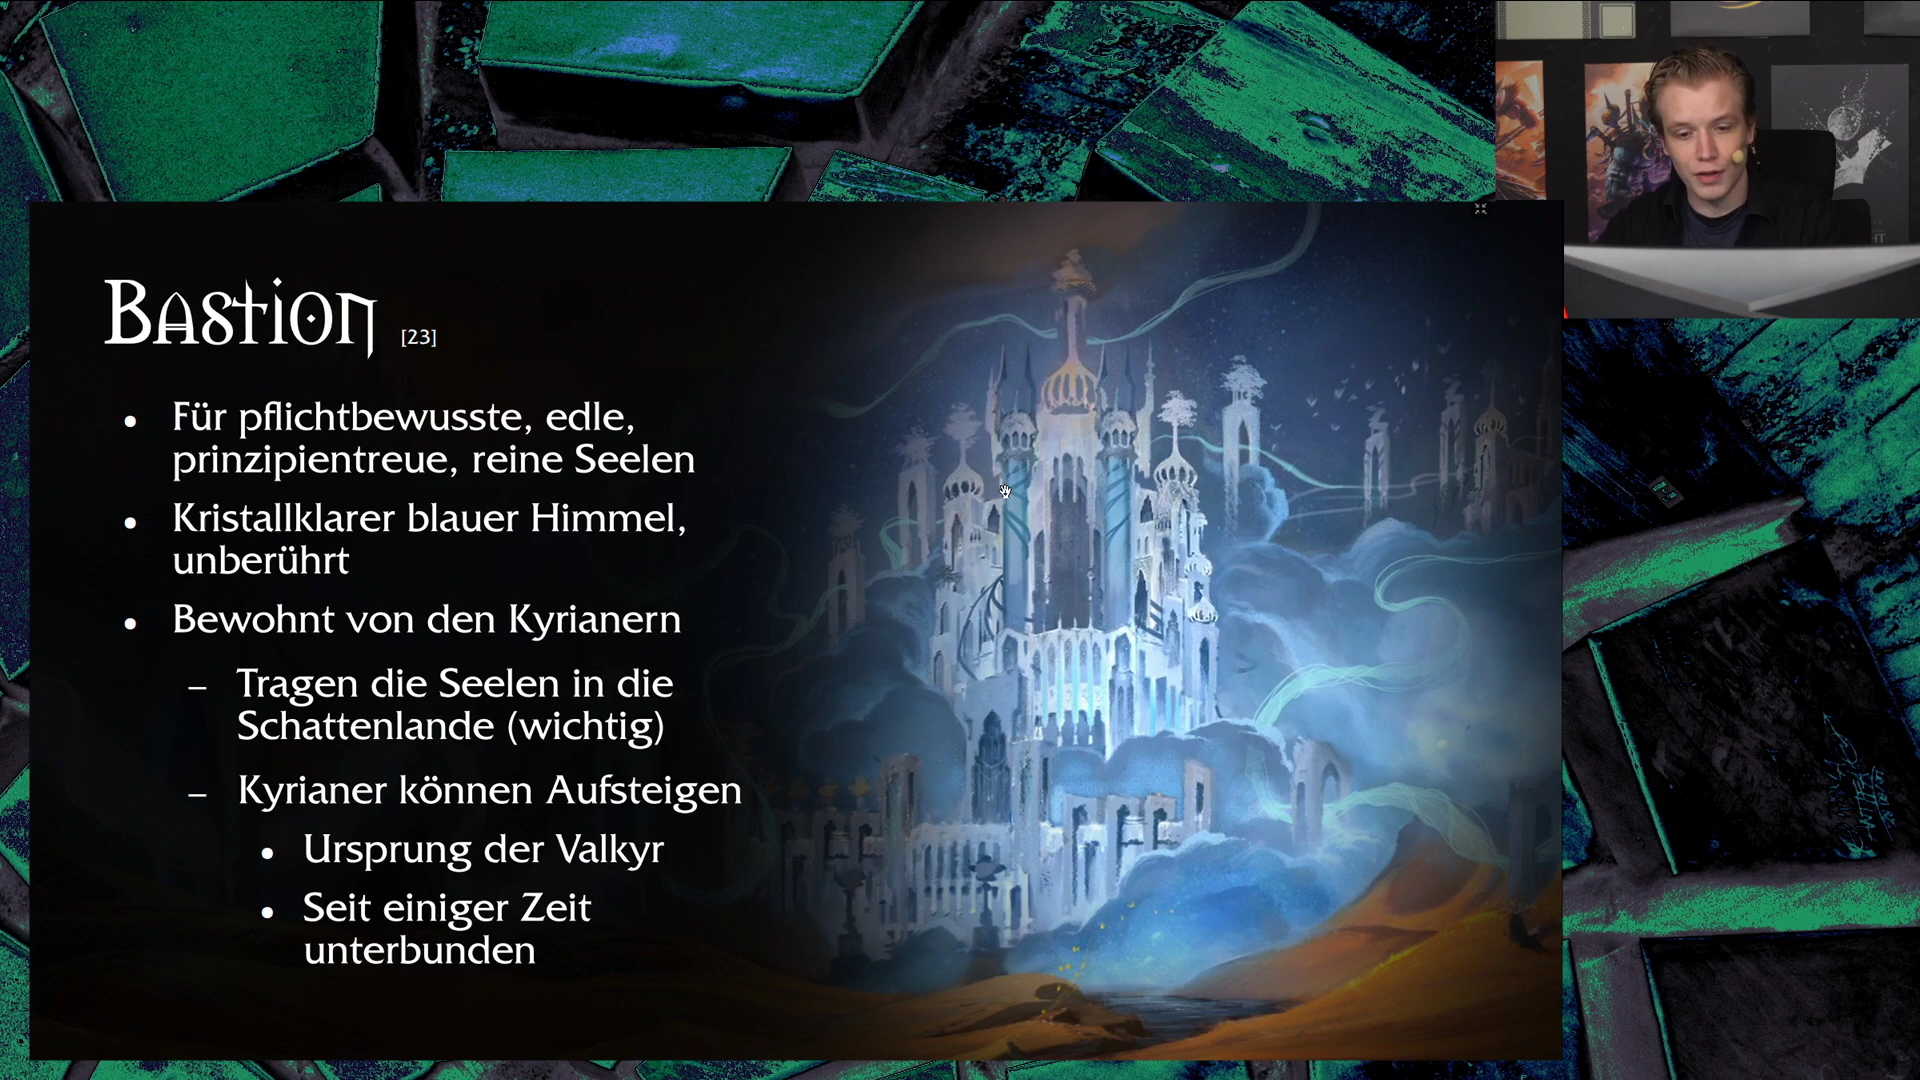 Bastion [23]
• Für pflichtbewusste, edle,
prinzipientreue, reine Seelen
• Kristallklarer blauer Himmel,
unberührt
• Bewohnt von den Kyrianern
– Tragen die Seelen in die
Schattenlande (wichtig)
– Kyrianer können Aufsteigen
• Ursprung der Valkyr
• Seit einiger Zeit
unterbunden